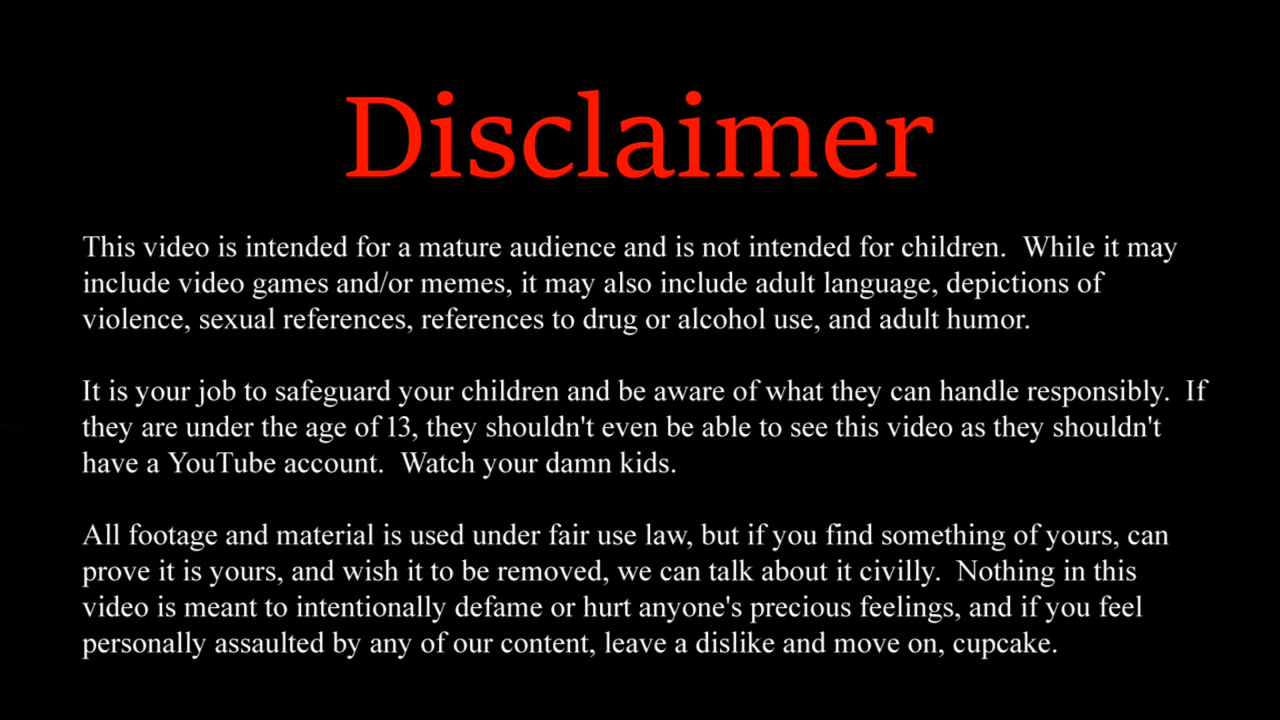 Disclaimer
This video is intended for a mature audience and is not intended for children.  While it may
include video games and/or memes, it may also include adult language, depictions of
violence, sexual references, references to drug or alcohol use, and adult humor.
It is your job to safeguard your children and be aware of what they can handle responsibly.  If
they are under the age of 13, they shouldn't even be able to see this video as they shouldn't
have a YouTube account.  Watch your damn kids.
All footage and material is used under fair use law, but if you find something of yours, can
prove it is yours, and wish it to be removed, we can talk about it civilly.  Nothing in this
video is meant to intentionally defame or hurt anyone's precious feelings, and if you feel
personally assaulted by any of our content, leave a dislike and move on, cupcake.